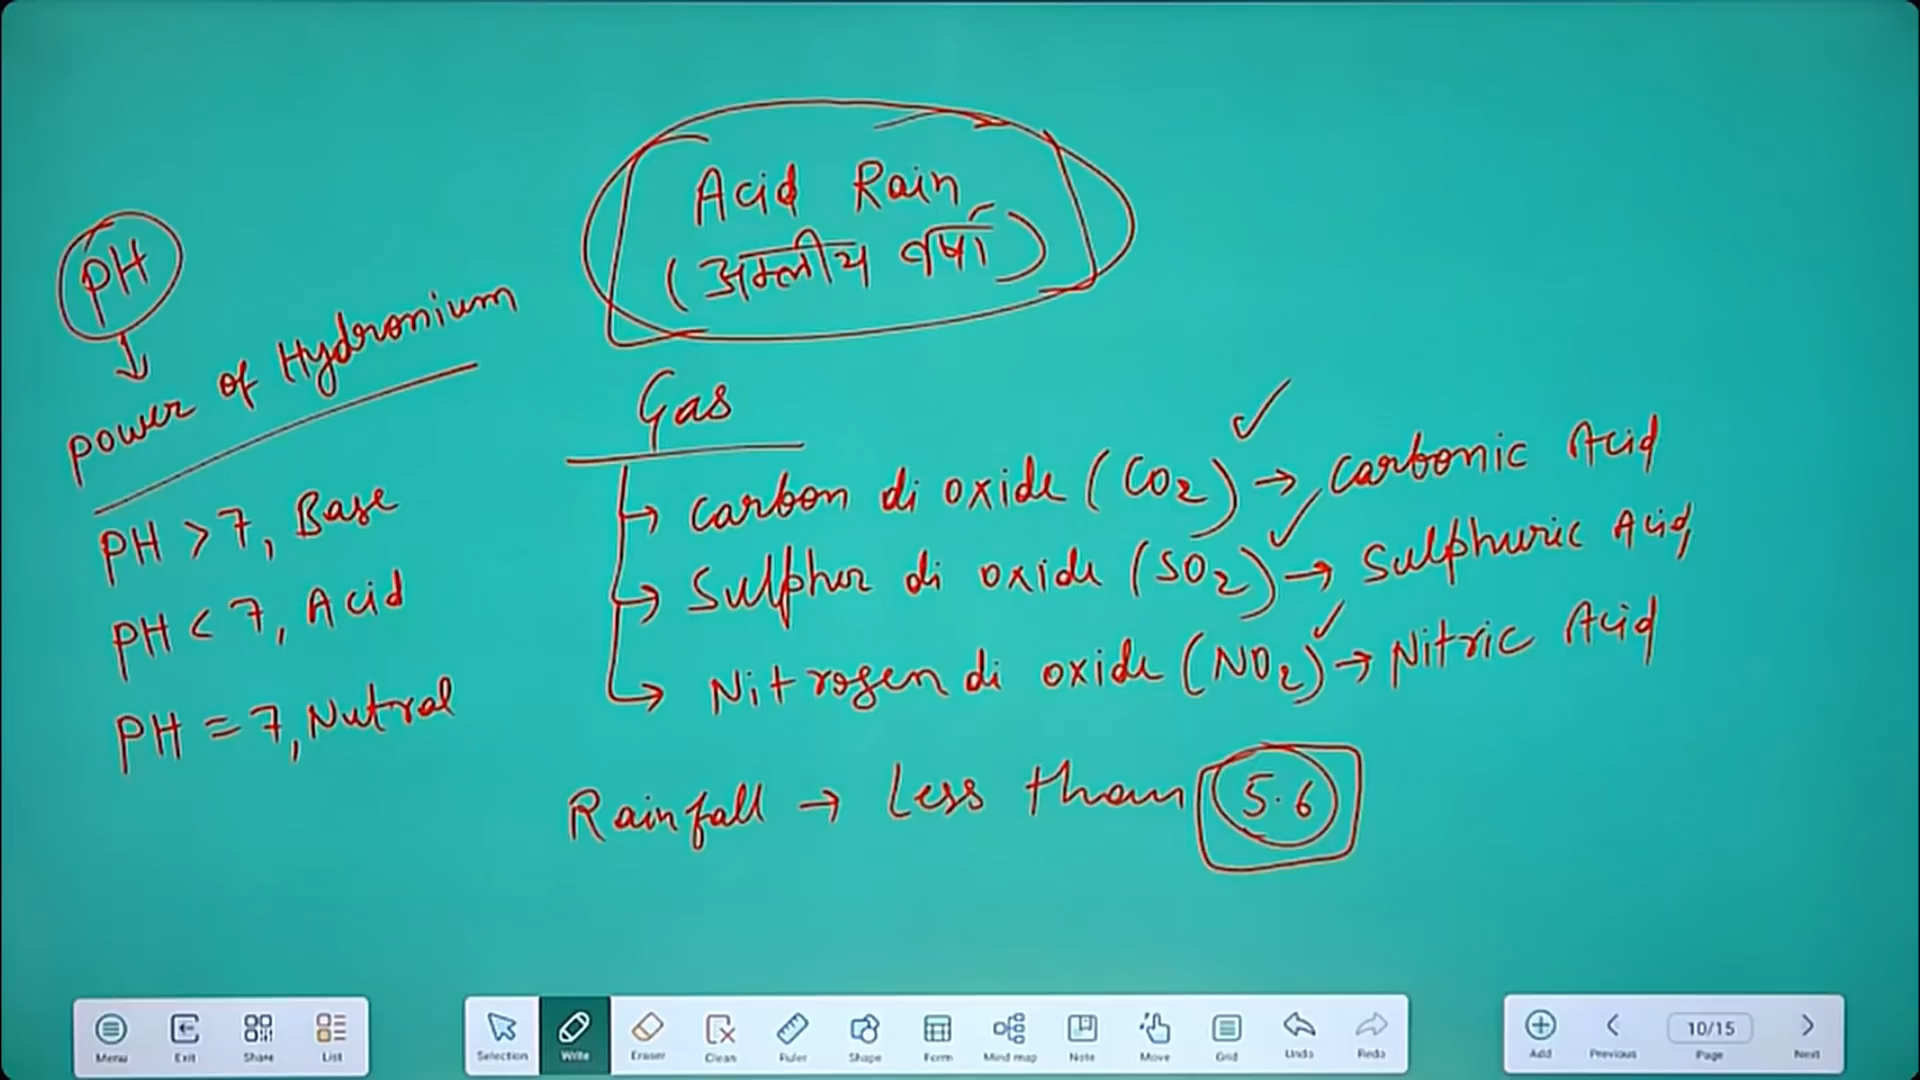 Acid Rain
(अम्लीय वर्षा)
PH
power of Hydronium
PH > 7, Base
PH < 7, Acid
PH = 7, Nutral
Gas
→ Carbon di oxide (CO2) → Carbonic Acid
→ Sulphur di oxide (SO2) → Sulphuric Acid
→ Nitrogen di oxide (NO2) → Nitric Acid
Rainfall → Less than 5.6
Menu Exit Share List Selection Write Eraser Clean Ruler Shape Form Mind map Note Move Grid Undo Redo Add Previous 10/15 Page Next